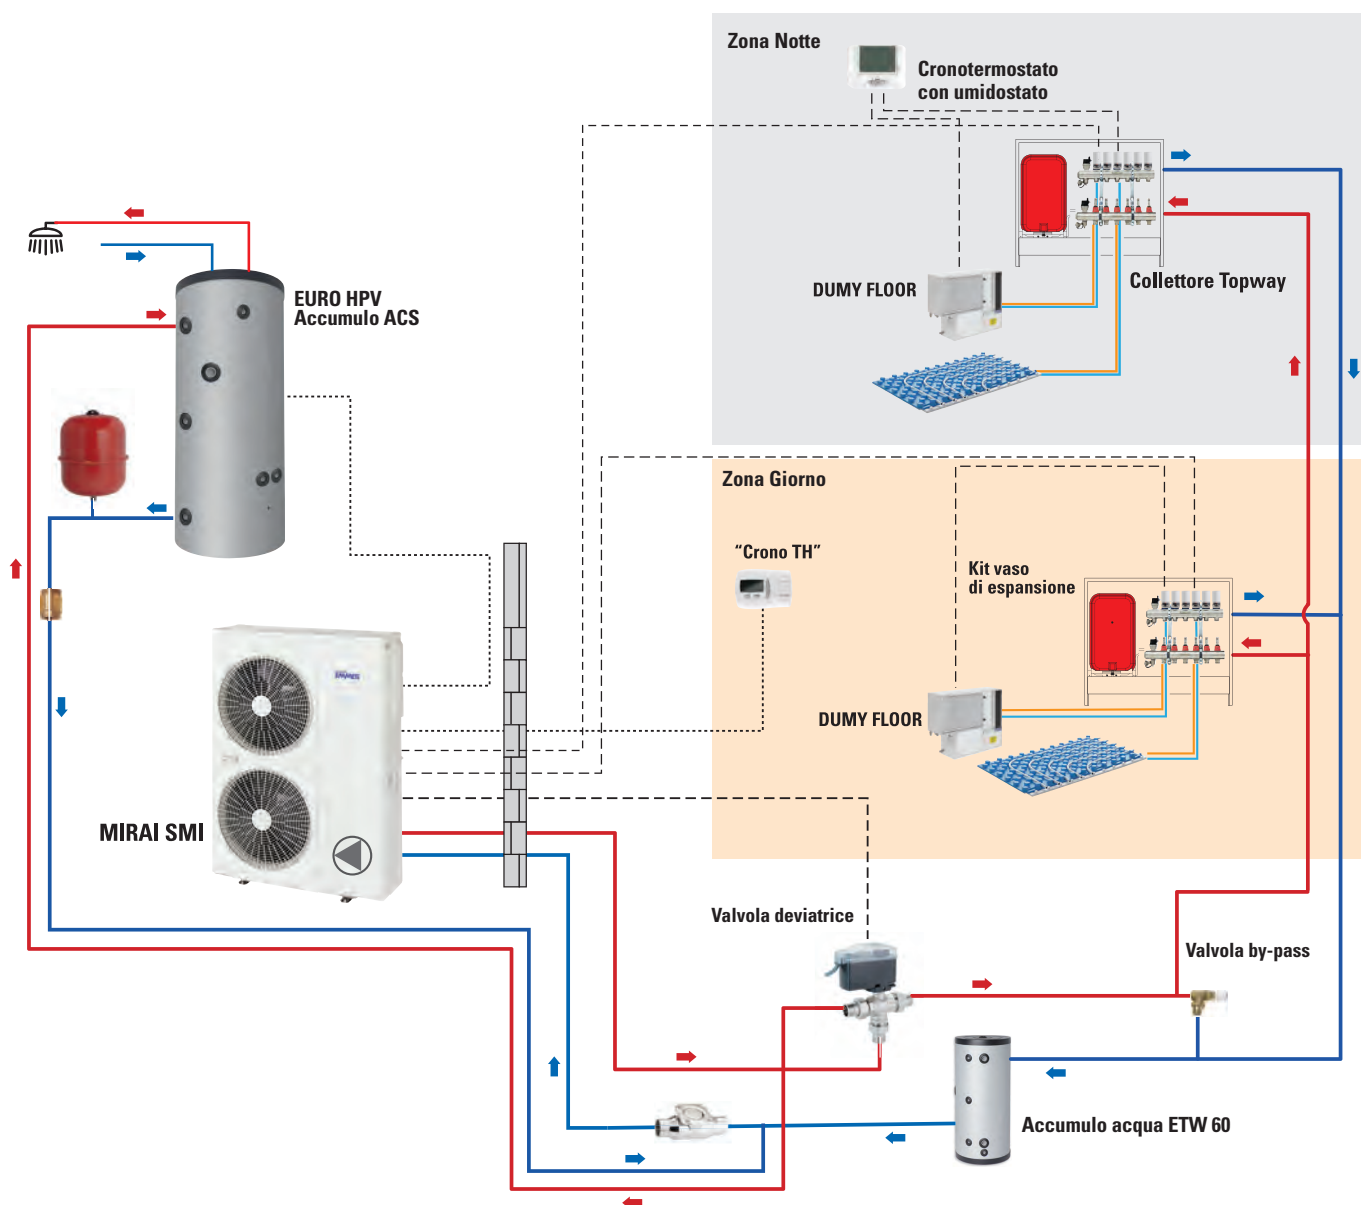 Zona Notte
Cronotermostato
con umidostato
EURO HPV
Accumulo ACS
DUMY FLOOR
Collettore Topway
Zona Giorno
“Crono TH”
Kit vaso
di espansione
DUMY FLOOR
MIRAI SMI
Valvola deviatrice
Valvola by-pass
Accumulo acqua ETW 60